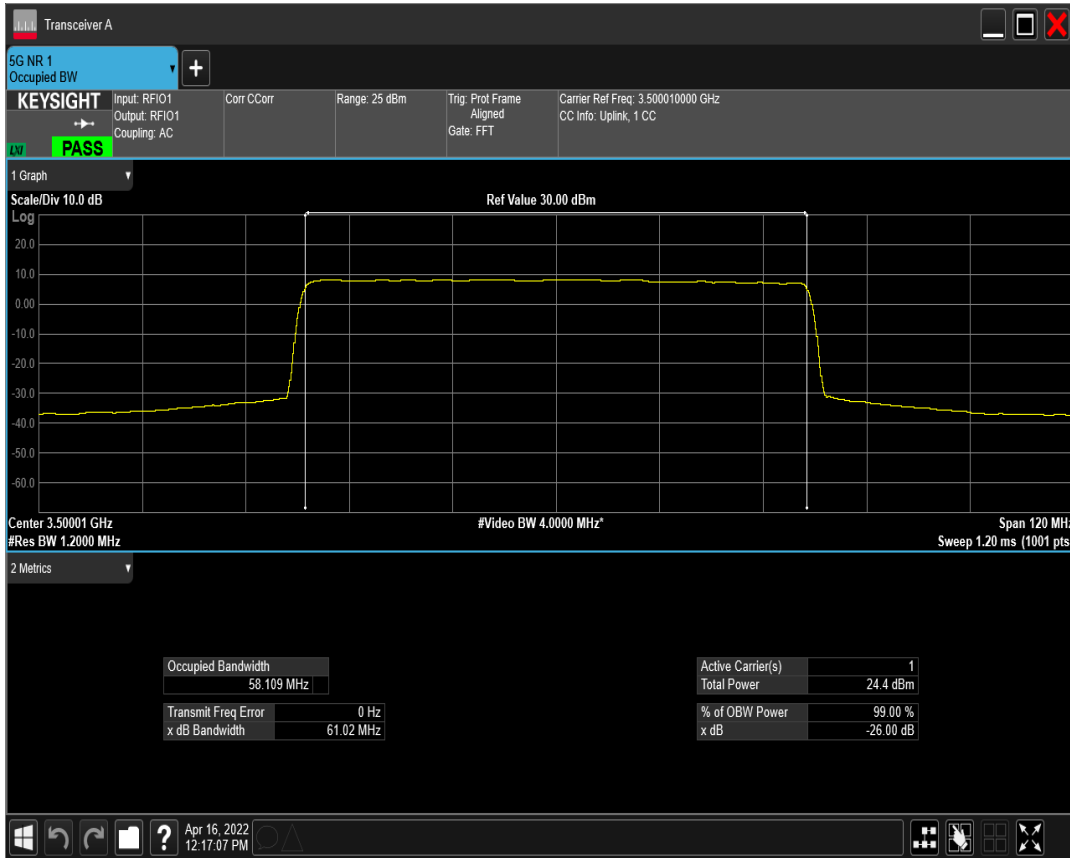 Transceiver A
5G NR 1
Occupied BW
KEYSIGHT
LXI
PASS
Input: RFIO1
Output: RFIO1
Coupling: AC
Corr CCorr
Range: 25 dBm
Trig: Prot Frame
Aligned
Gate: FFT
Carrier Ref Freq: 3.500010000 GHz
CC Info: Uplink, 1 CC
1 Graph
Scale/Div 10.0 dB
Ref Value 30.00 dBm
Log
20.0
10.0
0.00
-10.0
-20.0
-30.0
-40.0
-50.0
-60.0
Center 3.50001 GHz
#Video BW 4.0000 MHz*
Span 120 MHz
#Res BW 1.2000 MHz
Sweep 1.20 ms (1001 pts
2 Metrics
Occupied Bandwidth
58.109 MHz
Transmit Freq Error 0 Hz
x dB Bandwidth 61.02 MHz
Active Carrier(s) 1
Total Power 24.4 dBm
% of OBW Power 99.00 %
x dB -26.00 dB
Apr 16, 2022
12:17:07 PM